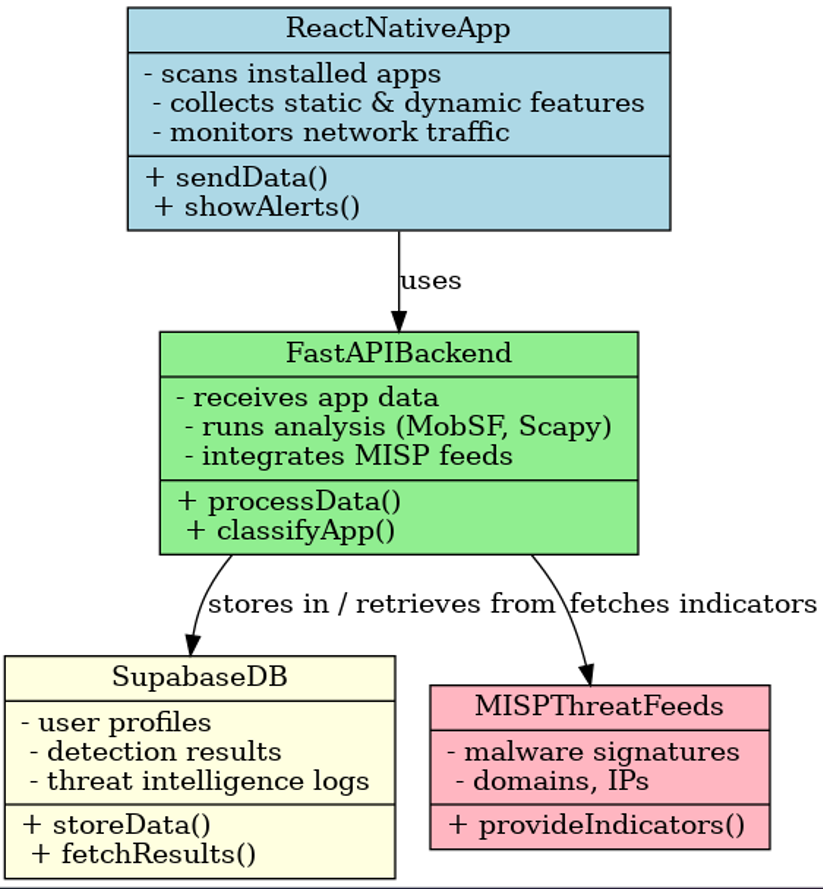 ReactNativeApp
- scans installed apps
- collects static & dynamic features
- monitors network traffic
+ sendData()
+ showAlerts()
uses
FastAPIBackend
- receives app data
- runs analysis (MobSF, Scapy)
- integrates MISP feeds
+ processData()
+ classifyApp()
stores in / retrieves from
fetches indicators
SupabaseDB
- user profiles
- detection results
- threat intelligence logs
+ storeData()
+ fetchResults()
MISPThreatFeeds
- malware signatures
- domains, IPs
+ provideIndicators()